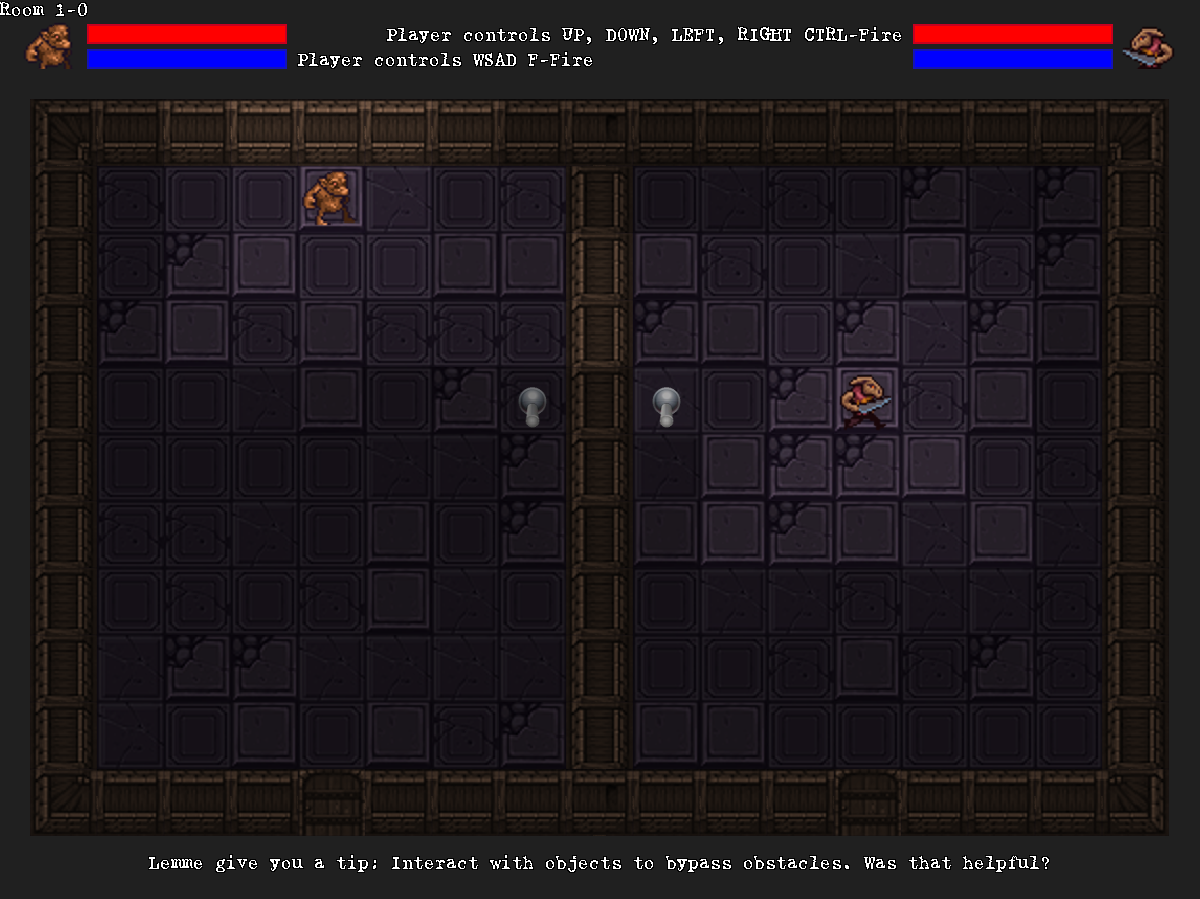 Room 1-0
Player controls UP, DOWN, LEFT, RIGHT CTRL-Fire
Player controls WSAD F-Fire
Lemme give you a tip: Interact with objects to bypass obstacles. Was that helpful?